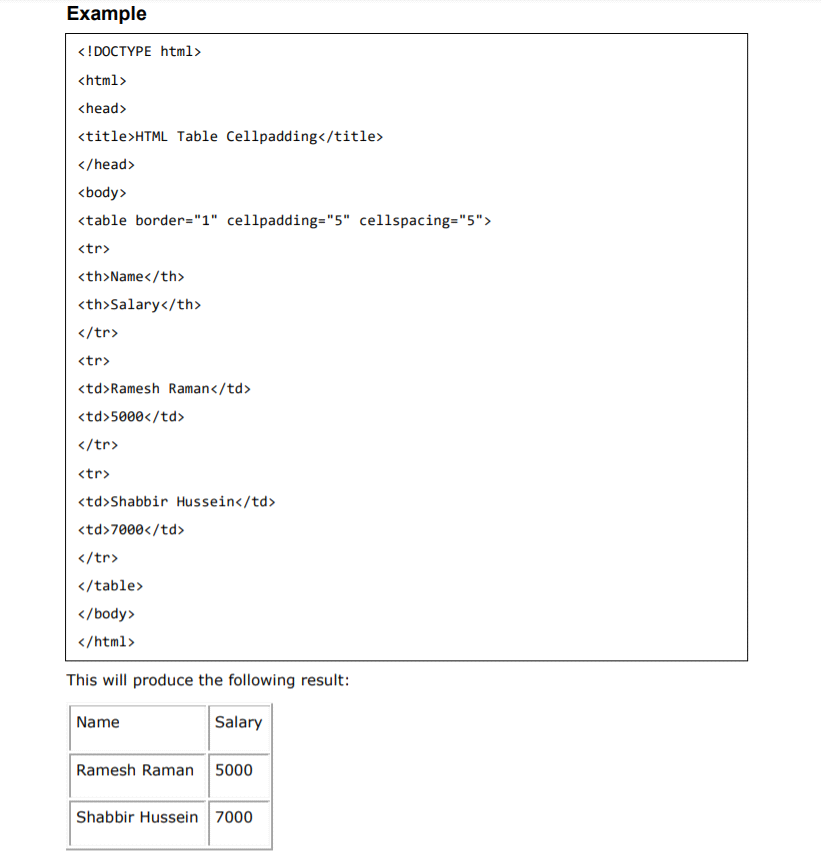 Example
<!DOCTYPE html>
<html>
<head>
<title>HTML Table Cellpadding</title>
</head>
<body>
<table border="1" cellpadding="5" cellspacing="5">
<tr>
<th>Name</th>
<th>Salary</th>
</tr>
<tr>
<td>Ramesh Raman</td>
<td>5000</td>
</tr>
<tr>
<td>Shabbir Hussein</td>
<td>7000</td>
</tr>
</table>
</body>
</html>
This will produce the following result:
Name Salary
Ramesh Raman 5000
Shabbir Hussein 7000